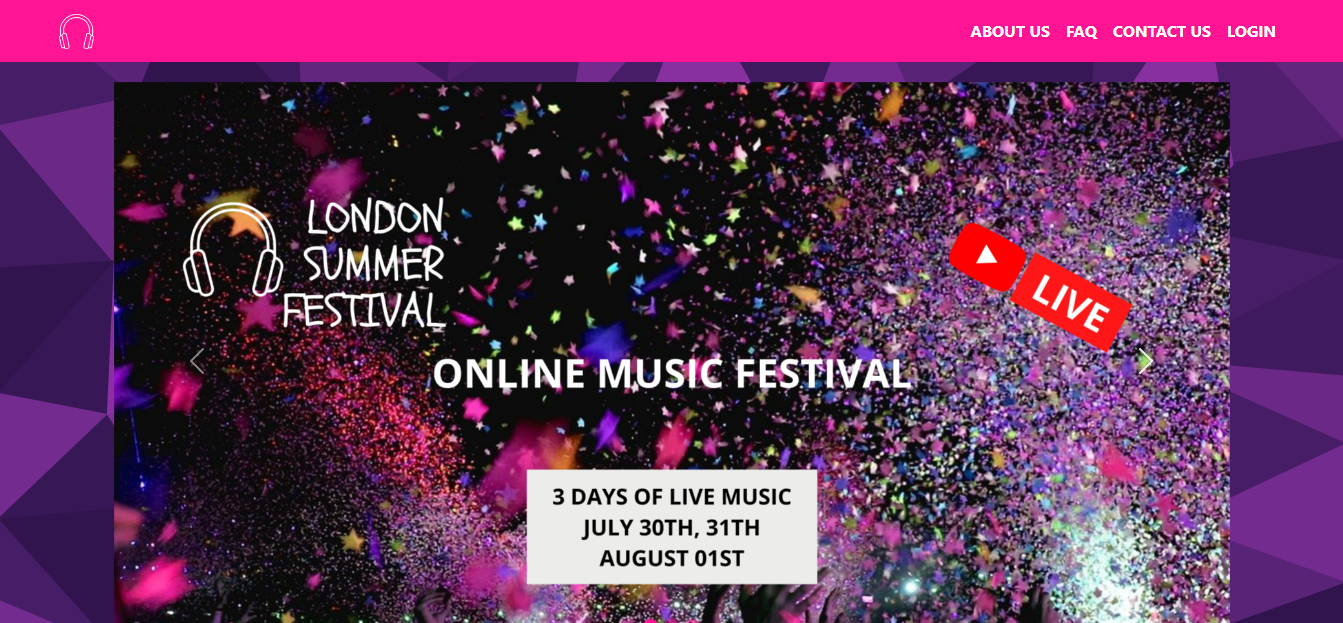 ABOUT US FAQ CONTACT US LOGIN
LONDON
SUMMER
FESTIVAL
LIVE
ONLINE MUSIC FESTIVAL
3 DAYS OF LIVE MUSIC
JULY 30TH, 31TH
AUGUST 01ST